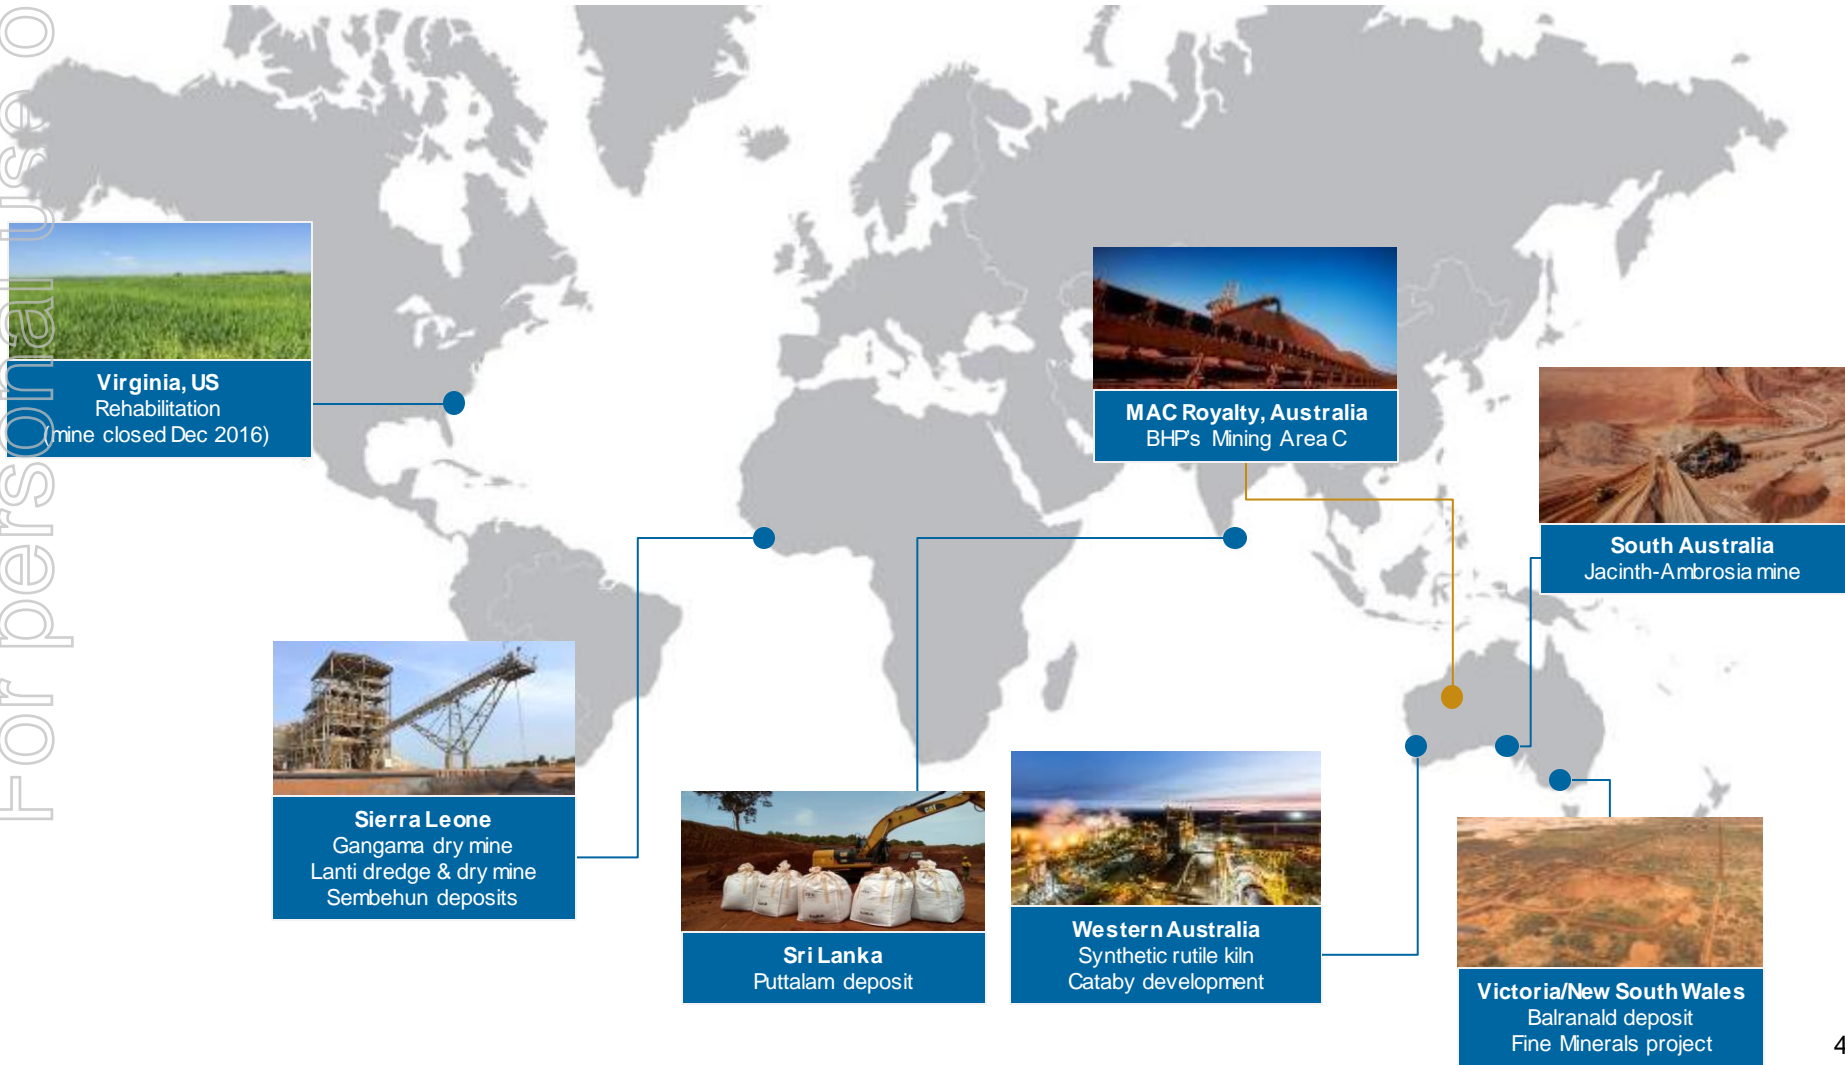 For personal use o
Virginia, US
Rehabilitation
(mine closed Dec 2016)
MAC Royalty, Australia
BHP's Mining Area C
South Australia
Jacinth-Ambrosia mine
Sierra Leone
Gangama dry mine
Lanti dredge & dry mine
Sembehun deposits
CAT
Sri Lanka
Puttalam deposit
Western Australia
Synthetic rutile kiln
Cataby development
Victoria/New South Wales
Balranald deposit
Fine Minerals project
4